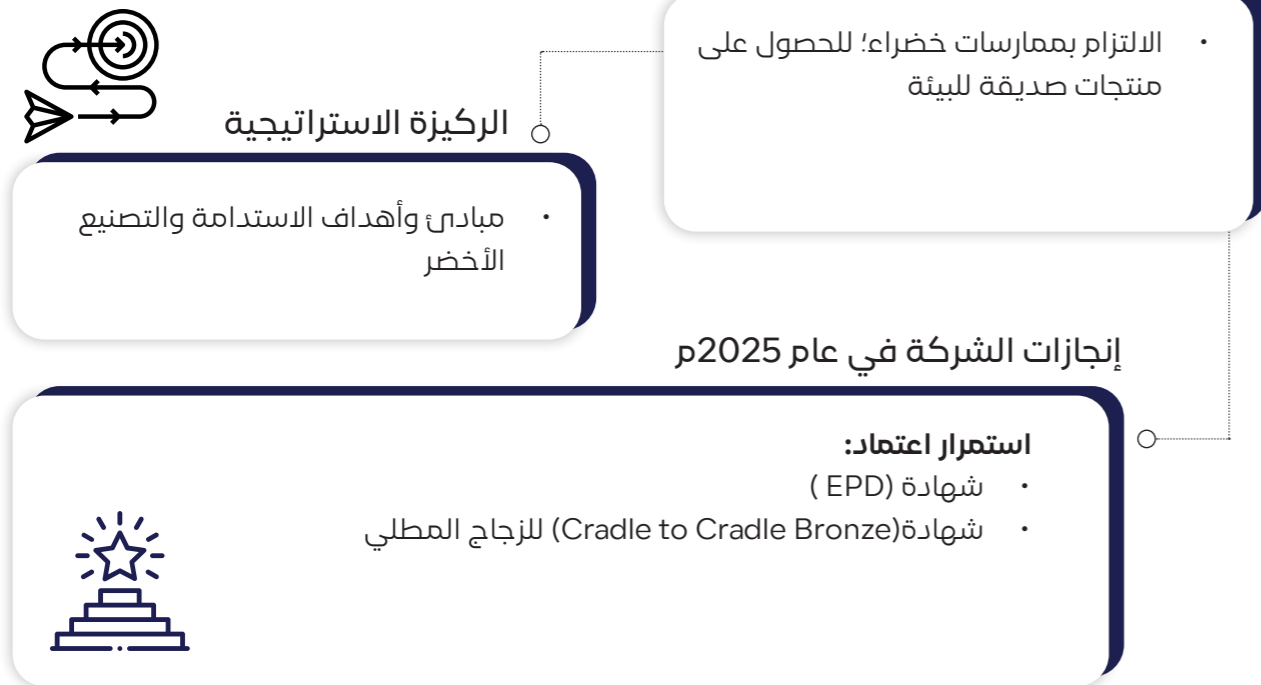 • الالتزام بممارسات خضراء؛ للحصول على
منتجات صديقة للبيئة
الركيزة الاستراتيجية
• مبادئ وأهداف الاستدامة والتصنيع
الأخضر
إنجازات الشركة في عام 2025م
استمرار اعتماد:
• شهادة (EPD )
• شهادة(Cradle to Cradle Bronze) للزجاج المطلي